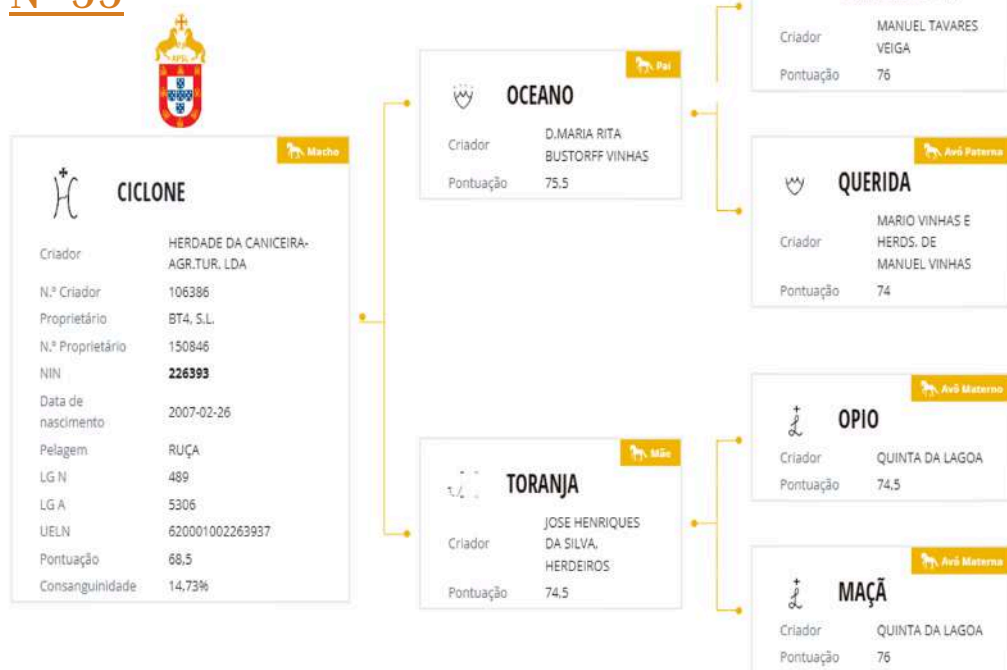 Nº 55
APSL
Macho
CICLONE
Criador HERDADE DA CANICEIRA-
AGR.TUR. LDA
N.º Criador 106386
Proprietário BT4, S.L.
N.º Proprietário 150846
NIN 226393
Data de
nascimento 2007-02-26
Pelagem RUÇA
LG N 489
LG A 5306
UELN 620001002263937
Pontuação 68,5
Consanguinidade 14,73%
Pai
OCEANO
Criador D.MARIA RITA
BUSTORFF VINHAS
Pontuação 75,5
Mãe
TORANJA
Criador JOSE HENRIQUES
DA SILVA,
HERDEIROS
Pontuação 74,5
Criador MANUEL TAVARES
VEIGA
Pontuação 76
Avó Paterna
QUERIDA
Criador MARIO VINHAS E
HERDS. DE
MANUEL VINHAS
Pontuação 74
Avô Materno
OPIO
Criador QUINTA DA LAGOA
Pontuação 74,5
Avó Materna
MAÇÃ
Criador QUINTA DA LAGOA
Pontuação 76